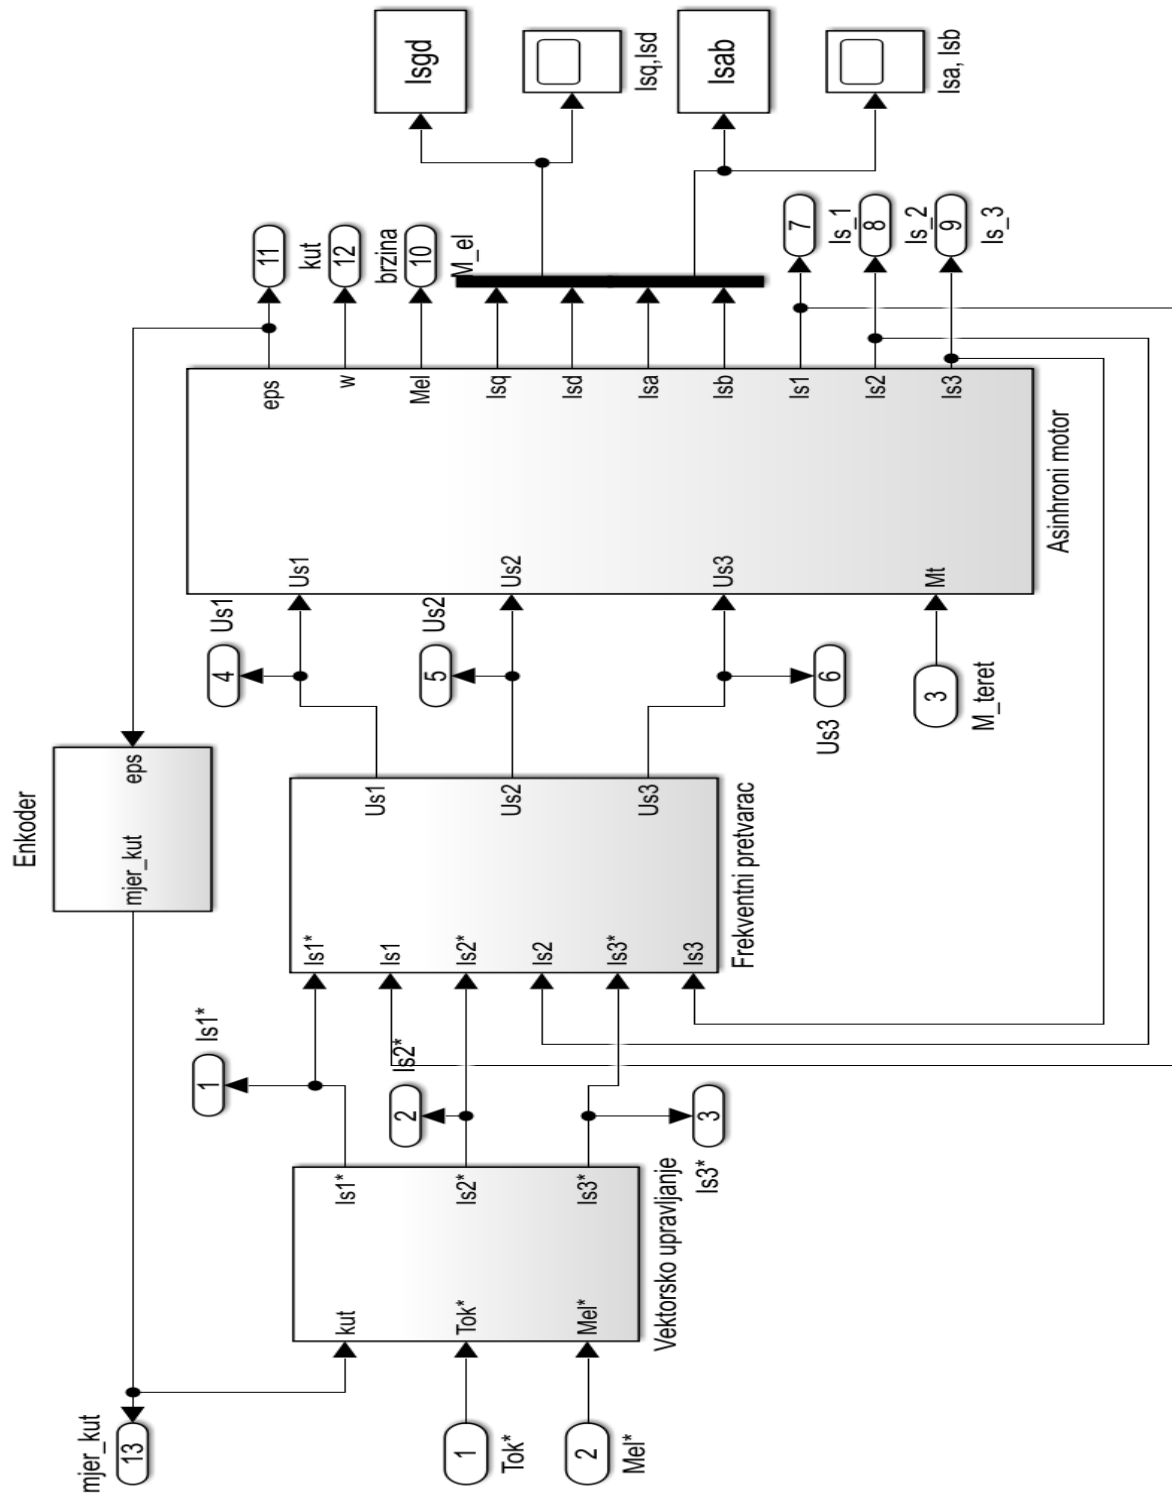 Enkoder
mjer_kut
eps
mjer_kut
13
1
Tok*
2
Mel*
kut
Tok*
Mel*
Is1*
Is2*
Is3*
Vektorsko upravljanje
1
Is1*
2
Is2*
3
Is3*
Is1*
Is1
Is2*
Is2
Is3*
Is3
Us1
Us2
Us3
Frekventni pretvarac
4
Us1
5
Us2
6
Us3
3
M_teret
Us1
Us2
Us3
Mt
eps
w
Mel
Isq
Isd
Isa
Isb
Is1
Is2
Is3
Asinhroni motor
11
kut
12
brzina
10
M_el
7
Is_1
8
Is_2
9
Is_3
Isgd
Isq,Isd
Isab
Isa, Isb